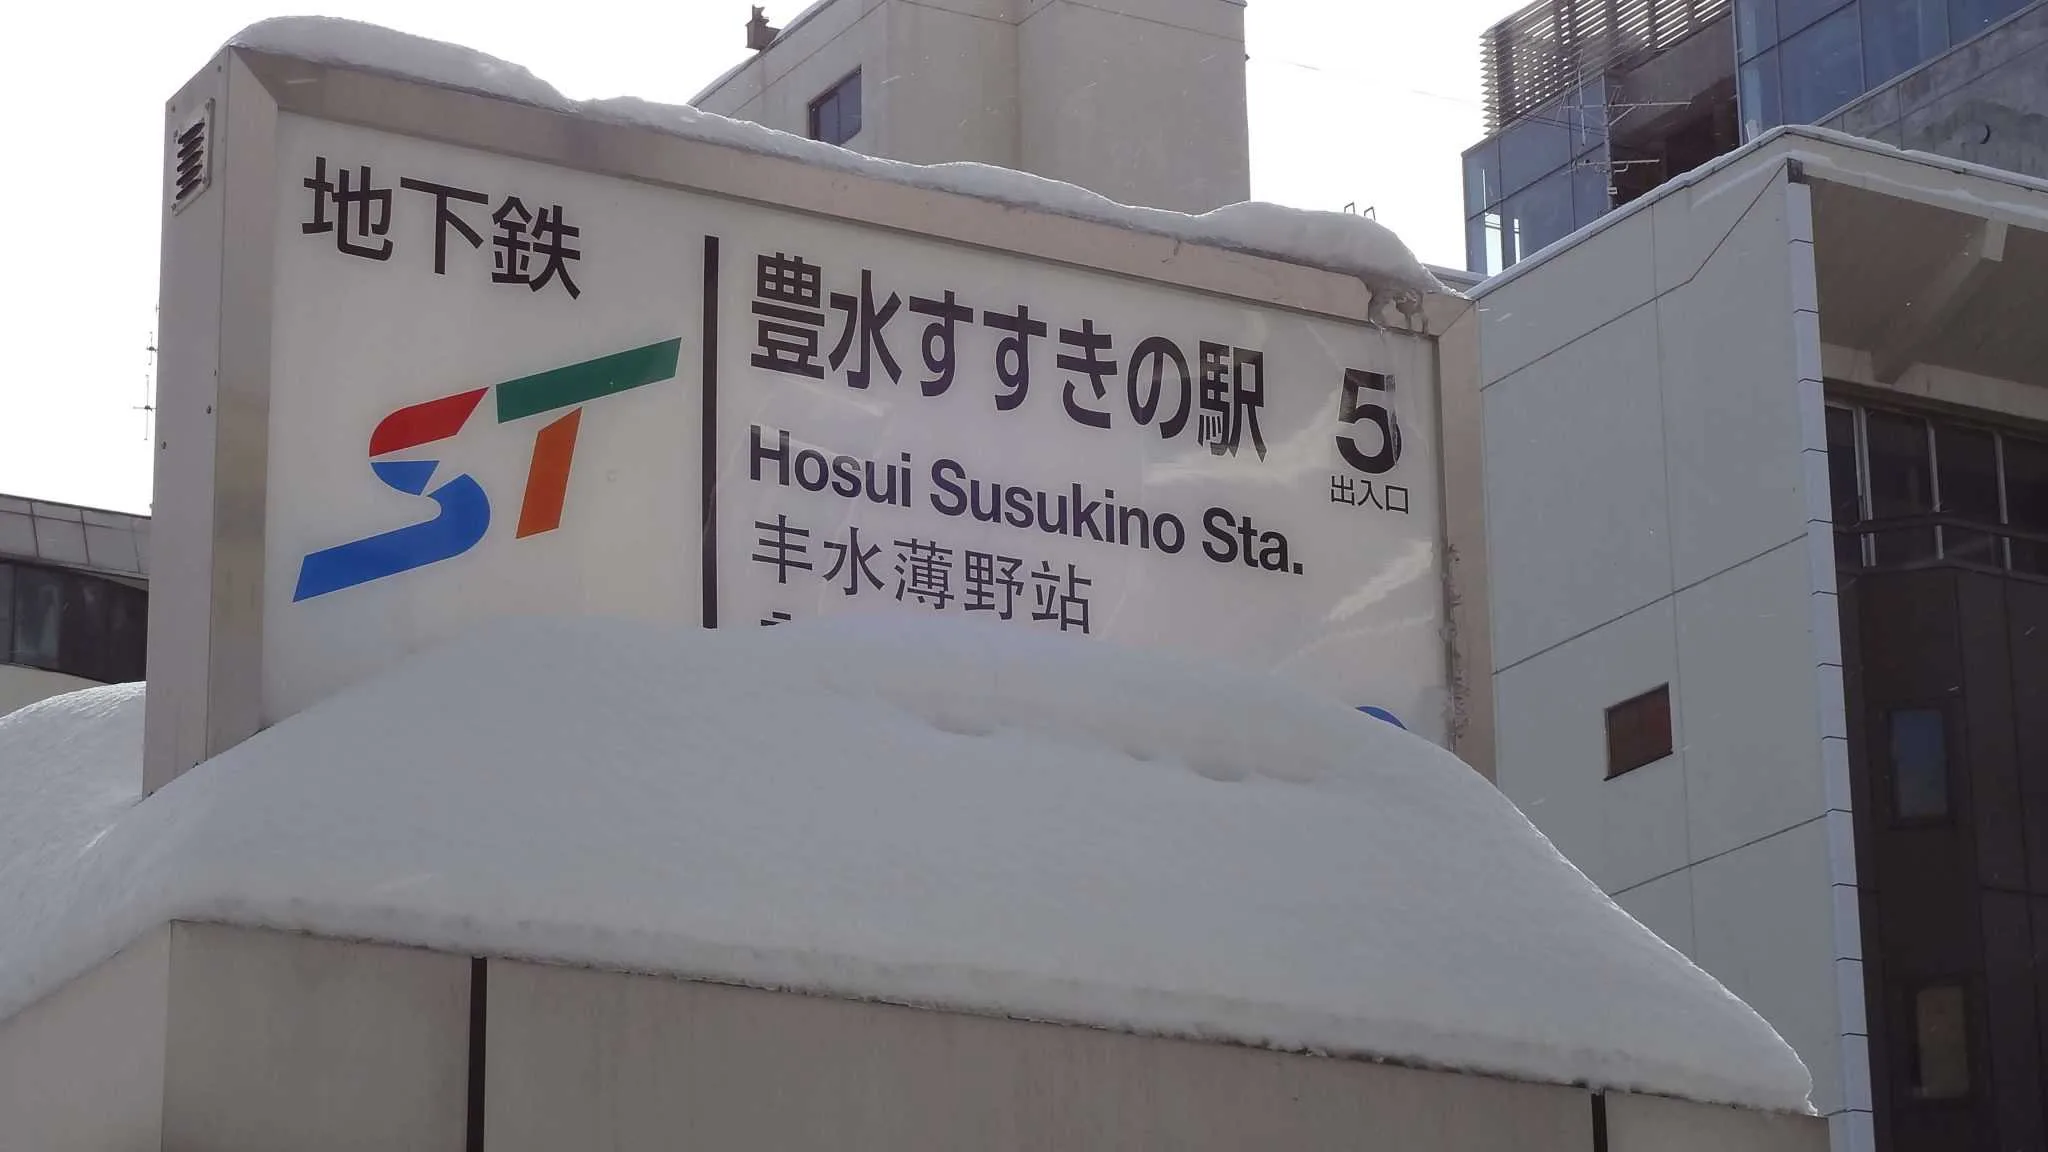 地下鉄
ST
豊水すすきの駅
5
出入口
Hosui Susukino Sta.
丰水薄野站